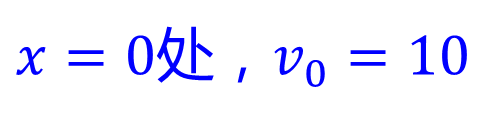 x = 0处，v₀ = 10